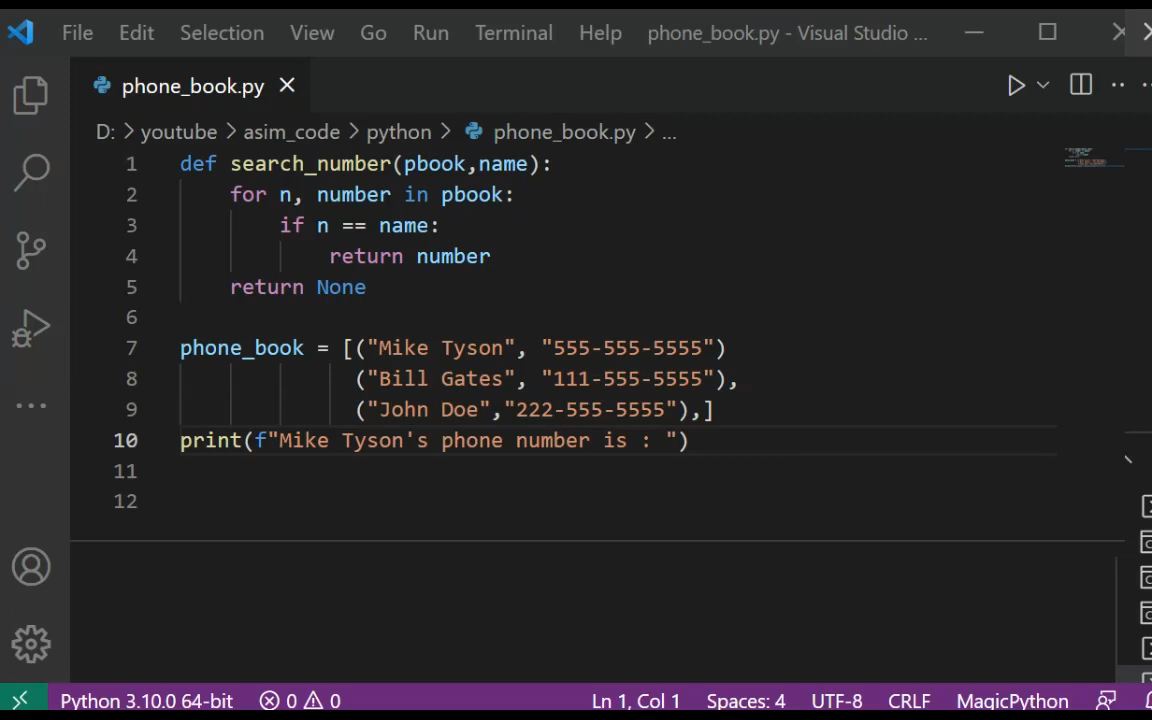 File Edit Selection View Go Run Terminal Help phone_book.py - Visual Studio ...
phone_book.py
D: > youtube > asim_code > python > phone_book.py > ...
1 def search_number(pbook,name):
2     for n, number in pbook:
3         if n == name:
4             return number
5     return None
6
7 phone_book = [("Mike Tyson", "555-555-5555")
8               ("Bill Gates", "111-555-5555"),
9               ("John Doe","222-555-5555"),]
10 print(f"Mike Tyson's phone number is : ")
11
12
Python 3.10.0 64-bit 0 0 Ln 1, Col 1 Spaces: 4 UTF-8 CRLF MagicPython